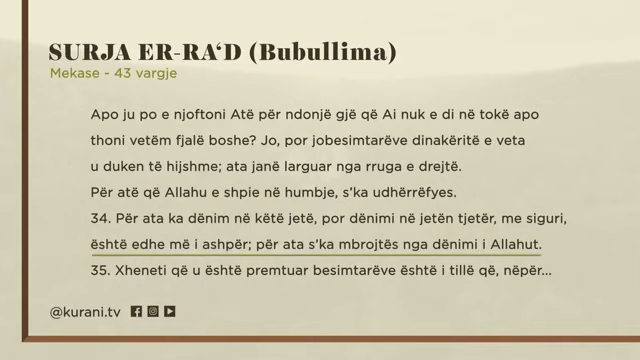 SURJA ER-RA‘D (Bubullima)
Mekase - 43 vargje
Apo ju po e njoftoni Atë për ndonjë gjë që Ai nuk e di në tokë apo
thoni vetëm fjalë boshe? Jo, por jobesimtarëve dinakëritë e veta
u duken të hijshme; ata janë larguar nga rruga e drejtë.
Për atë që Allahu e shpie në humbje, s’ka udhërrëfyes.
34. Për ata ka dënim në këtë jetë, por dënimi në jetën tjetër, me siguri,
është edhe më i ashpër; për ata s’ka mbrojtës nga dënimi i Allahut.
35. Xheneti që u është premtuar besimtarëve është i tillë që, nëpër...
@kurani.tv